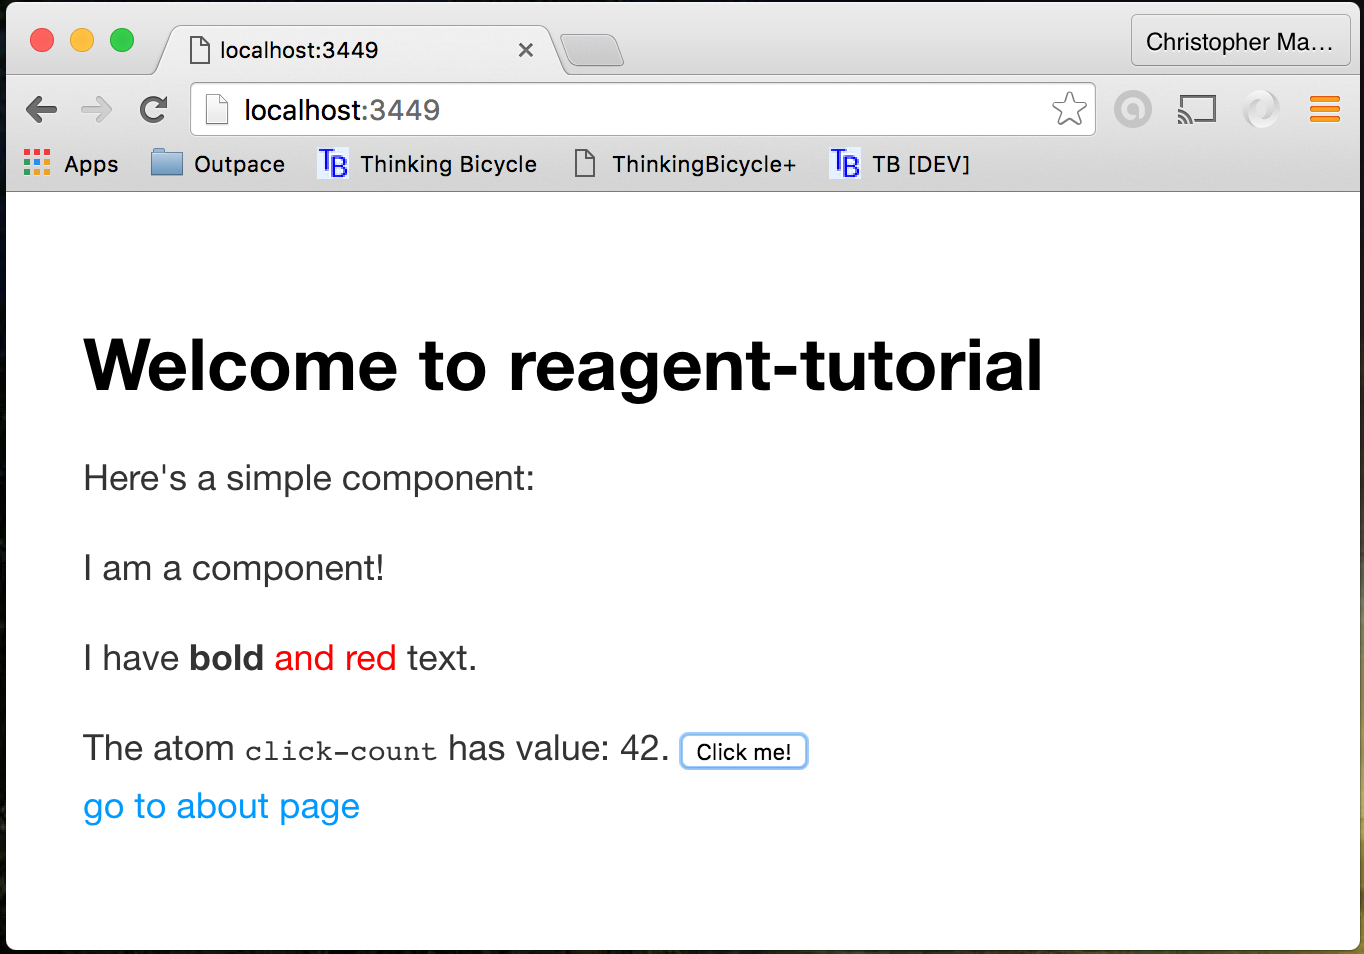 localhost:3449
Christopher Ma...
localhost:3449
Apps Outpace TB Thinking Bicycle ThinkingBicycle+ TB TB [DEV]
Welcome to reagent-tutorial
Here's a simple component:
I am a component!
I have bold and red text.
The atom click-count has value: 42. Click me!
go to about page